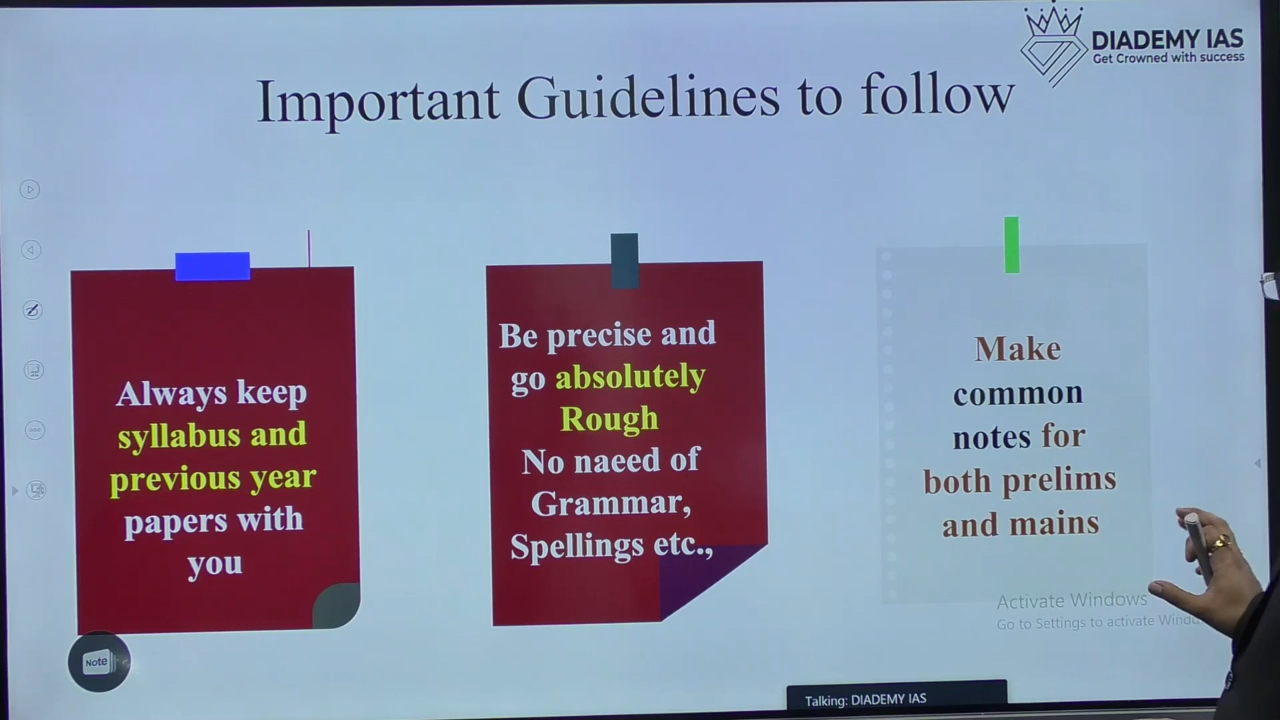 DIADEMY IAS
Get Crowned with success
Important Guidelines to follow
Always keep
syllabus and
previous year
papers with
you
Be precise and
go absolutely
Rough
No naeed of
Grammar,
Spellings etc.,
Make
common
notes for
both prelims
and mains
Activate Windows
Go to Settings to activate
Note
Talking: DIADEMY IAS